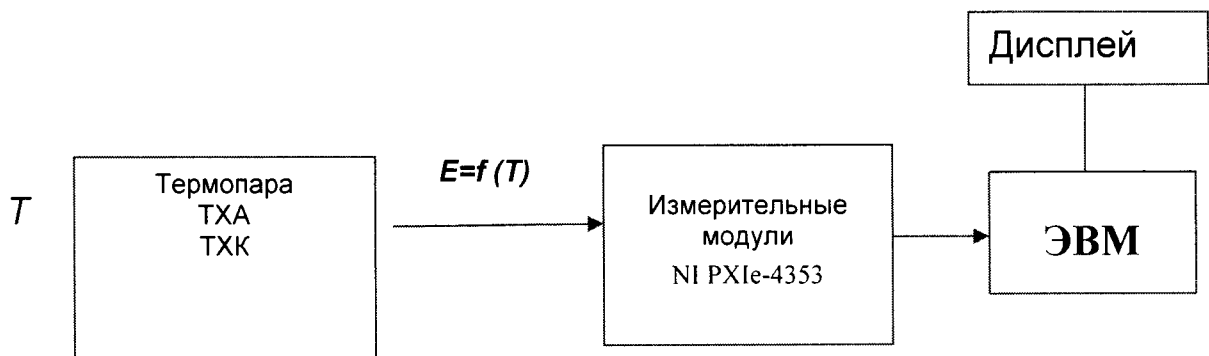 Дисплей
T
Термопара
ТХА
ТХК
E=f (T)
Измерительные
модули
NI PXIe-4353
ЭВМ